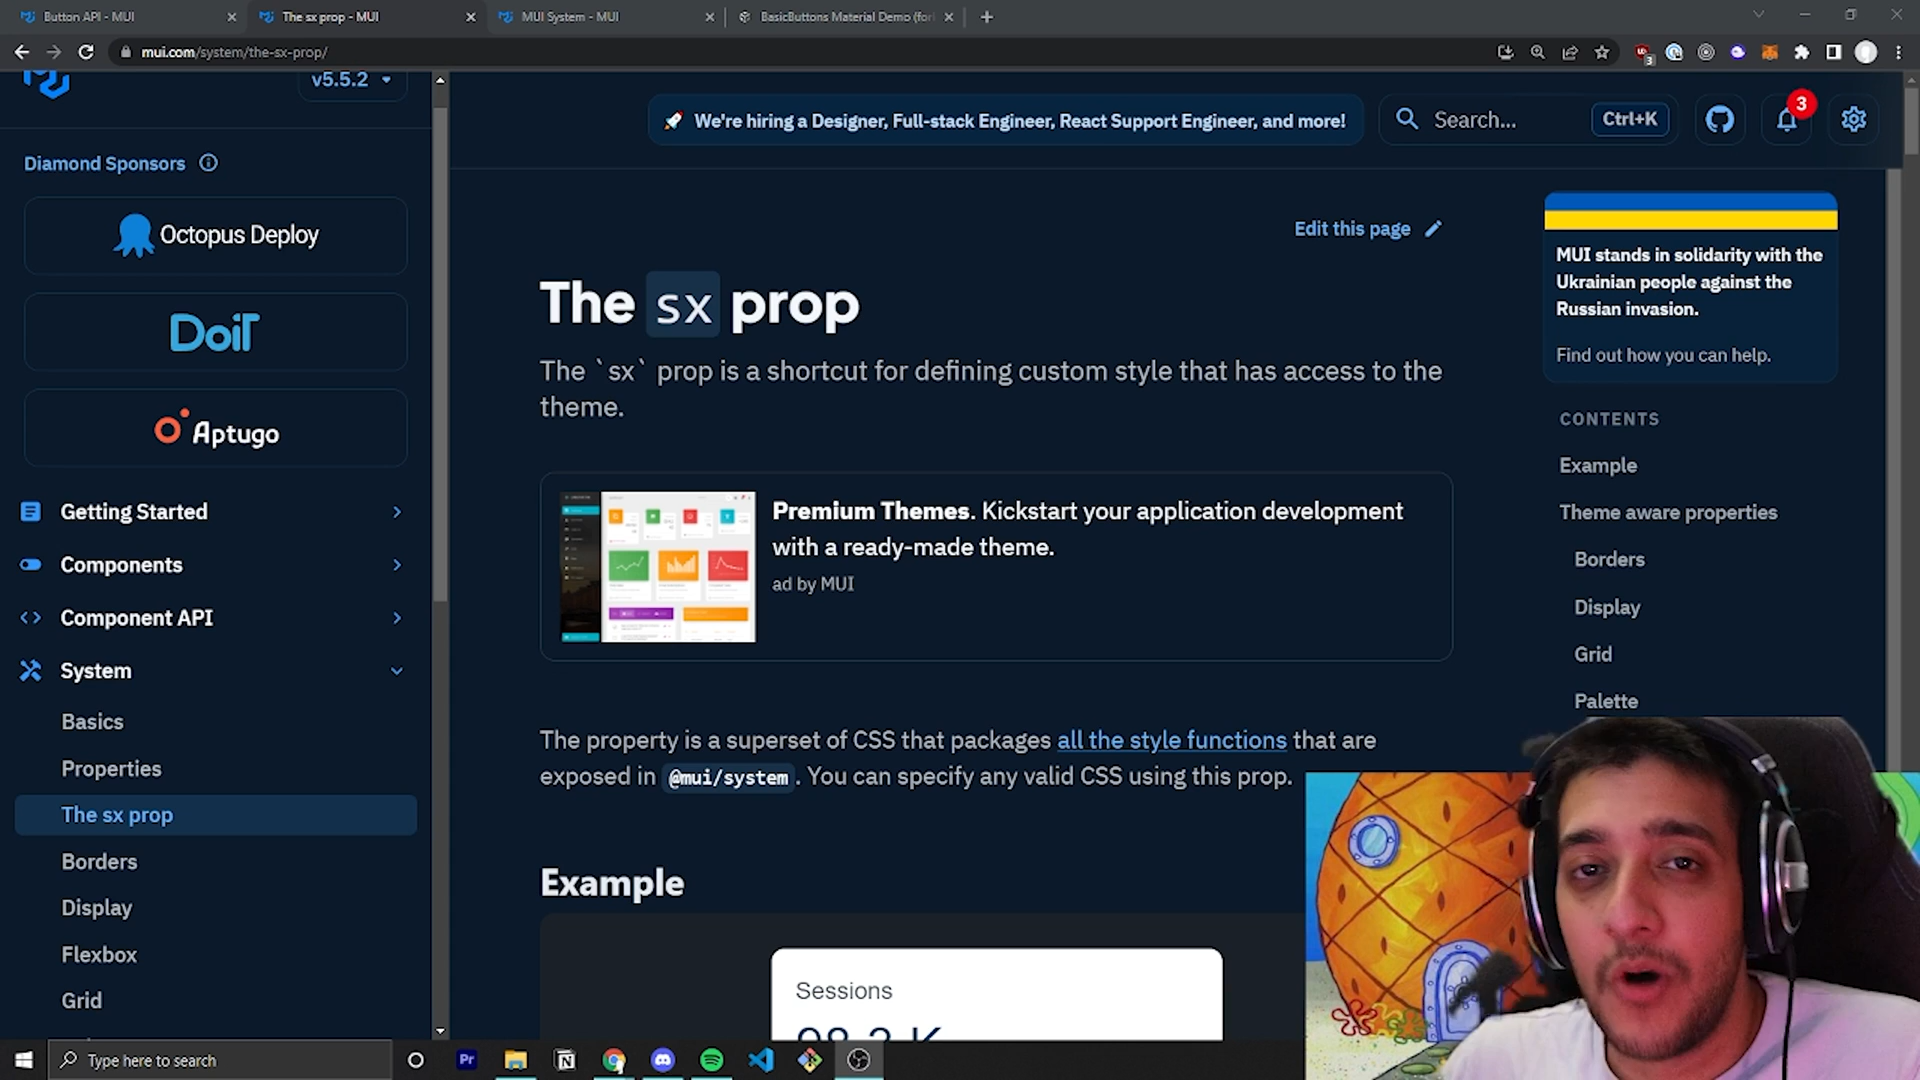 Button API - MUI
The sx prop - MUI
MUI System - MUI
BasicButtons Material Demo (for
mui.com/system/the-sx-prop/
3
v5.5.2
We're hiring a Designer, Full-stack Engineer, React Support Engineer, and more!
Search...
Ctrl+K
3
Diamond Sponsors
Octopus Deploy
DoiT
Aptugo
Getting Started
Components
Component API
System
Basics
Properties
The sx prop
Borders
Display
Flexbox
Grid
Edit this page
The sx prop
The `sx` prop is a shortcut for defining custom style that has access to the
theme.
Premium Themes. Kickstart your application development
with a ready-made theme.
ad by MUI
The property is a superset of CSS that packages all the style functions that are
exposed in @mui/system. You can specify any valid CSS using this prop.
Example
Sessions
98.3 K
MUI stands in solidarity with the
Ukrainian people against the
Russian invasion.
Find out how you can help.
CONTENTS
Example
Theme aware properties
Borders
Display
Grid
Palette
Type here to search
Pr